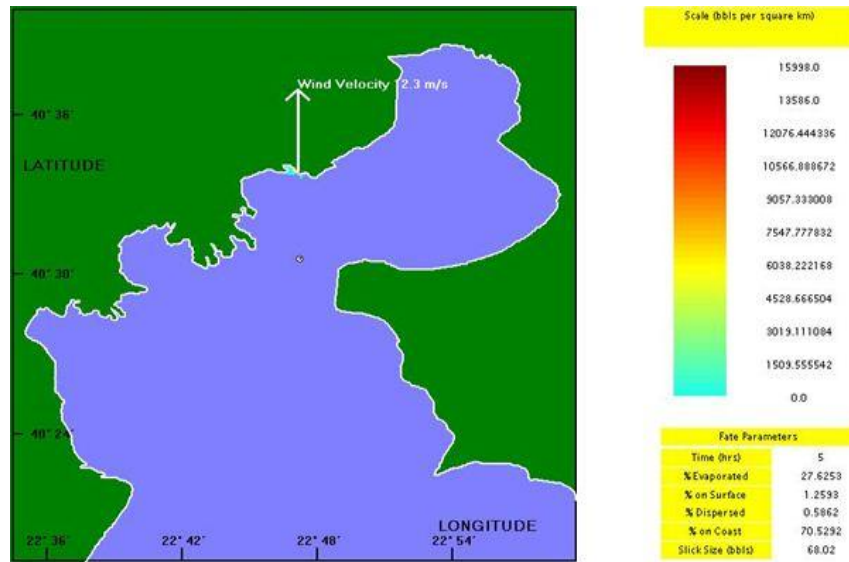 Wind Velocity 12.3 m/s
40° 36'
LATITUDE
40° 30'
40° 24'
LONGITUDE
22° 36'
22° 42'
22° 48'
22° 54'
Scale (bbls per square km)
15998.0
13586.0
12076.444336
10566.888672
9057.333008
7547.777832
6038.222168
4528.666504
3019.111084
1509.555542
0.0
Fate Parameters
Time (hrs) 5
% Evaporated 27.6253
% on Surface 1.2593
% Dispersed 0.5862
% on Coast 70.5292
Slick Size (bbls) 68.02